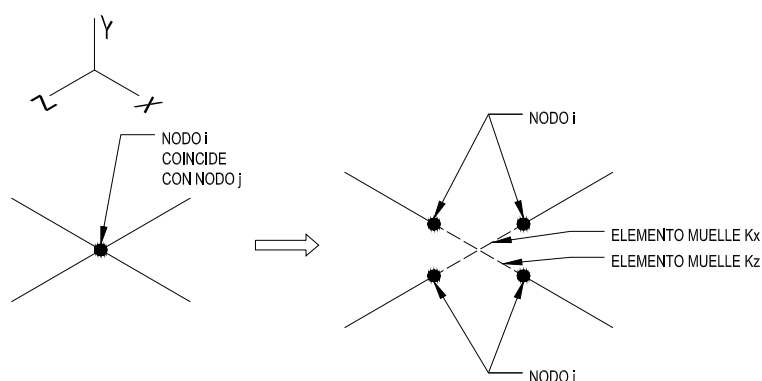 Y
Z
X
NODO i
COINCIDE
CON NODO j
NODO i
ELEMENTO MUELLE Kx
ELEMENTO MUELLE Kz
NODO j